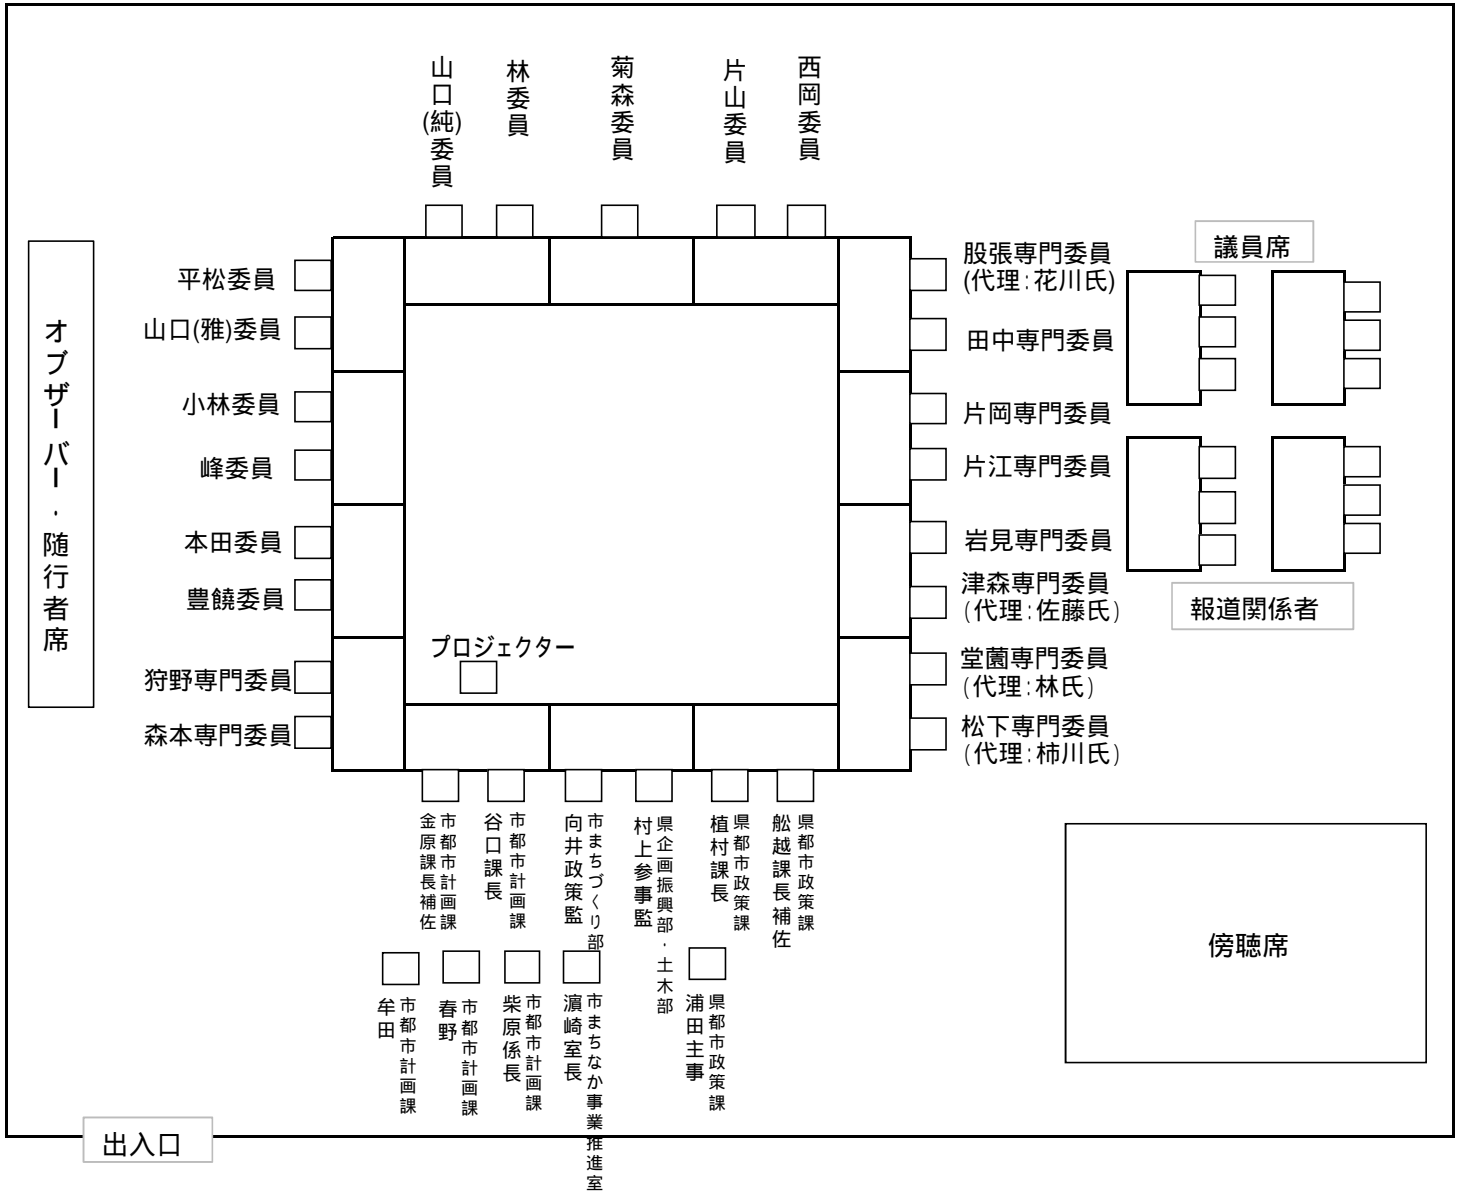 山口(純)委員
林委員
菊森委員
片山委員
西岡委員
オブザーバー・随行者席
平松委員
山口(雅)委員
小林委員
峰委員
本田委員
豊饒委員
狩野専門委員
森本専門委員
股張専門委員
(代理:花川氏)
田中専門委員
片岡専門委員
片江専門委員
岩見専門委員
津森専門委員
(代理:佐藤氏)
堂薗専門委員
(代理:林氏)
松下専門委員
(代理:柿川氏)
議員席
報道関係者
プロジェクター
市都市計画課
金原課長補佐
市都市計画課
谷口課長
市まちづくり部
向井政策監
県企画振興部・土木部
村上参事監
県都市政策課
植村課長
県都市政策課
舩越課長補佐
市都市計画課
牟田
市都市計画課
春野
市都市計画課
柴原係長
市まちなか事業推進室
濵崎室長
県都市政策課
浦田主事
傍聴席
出入口